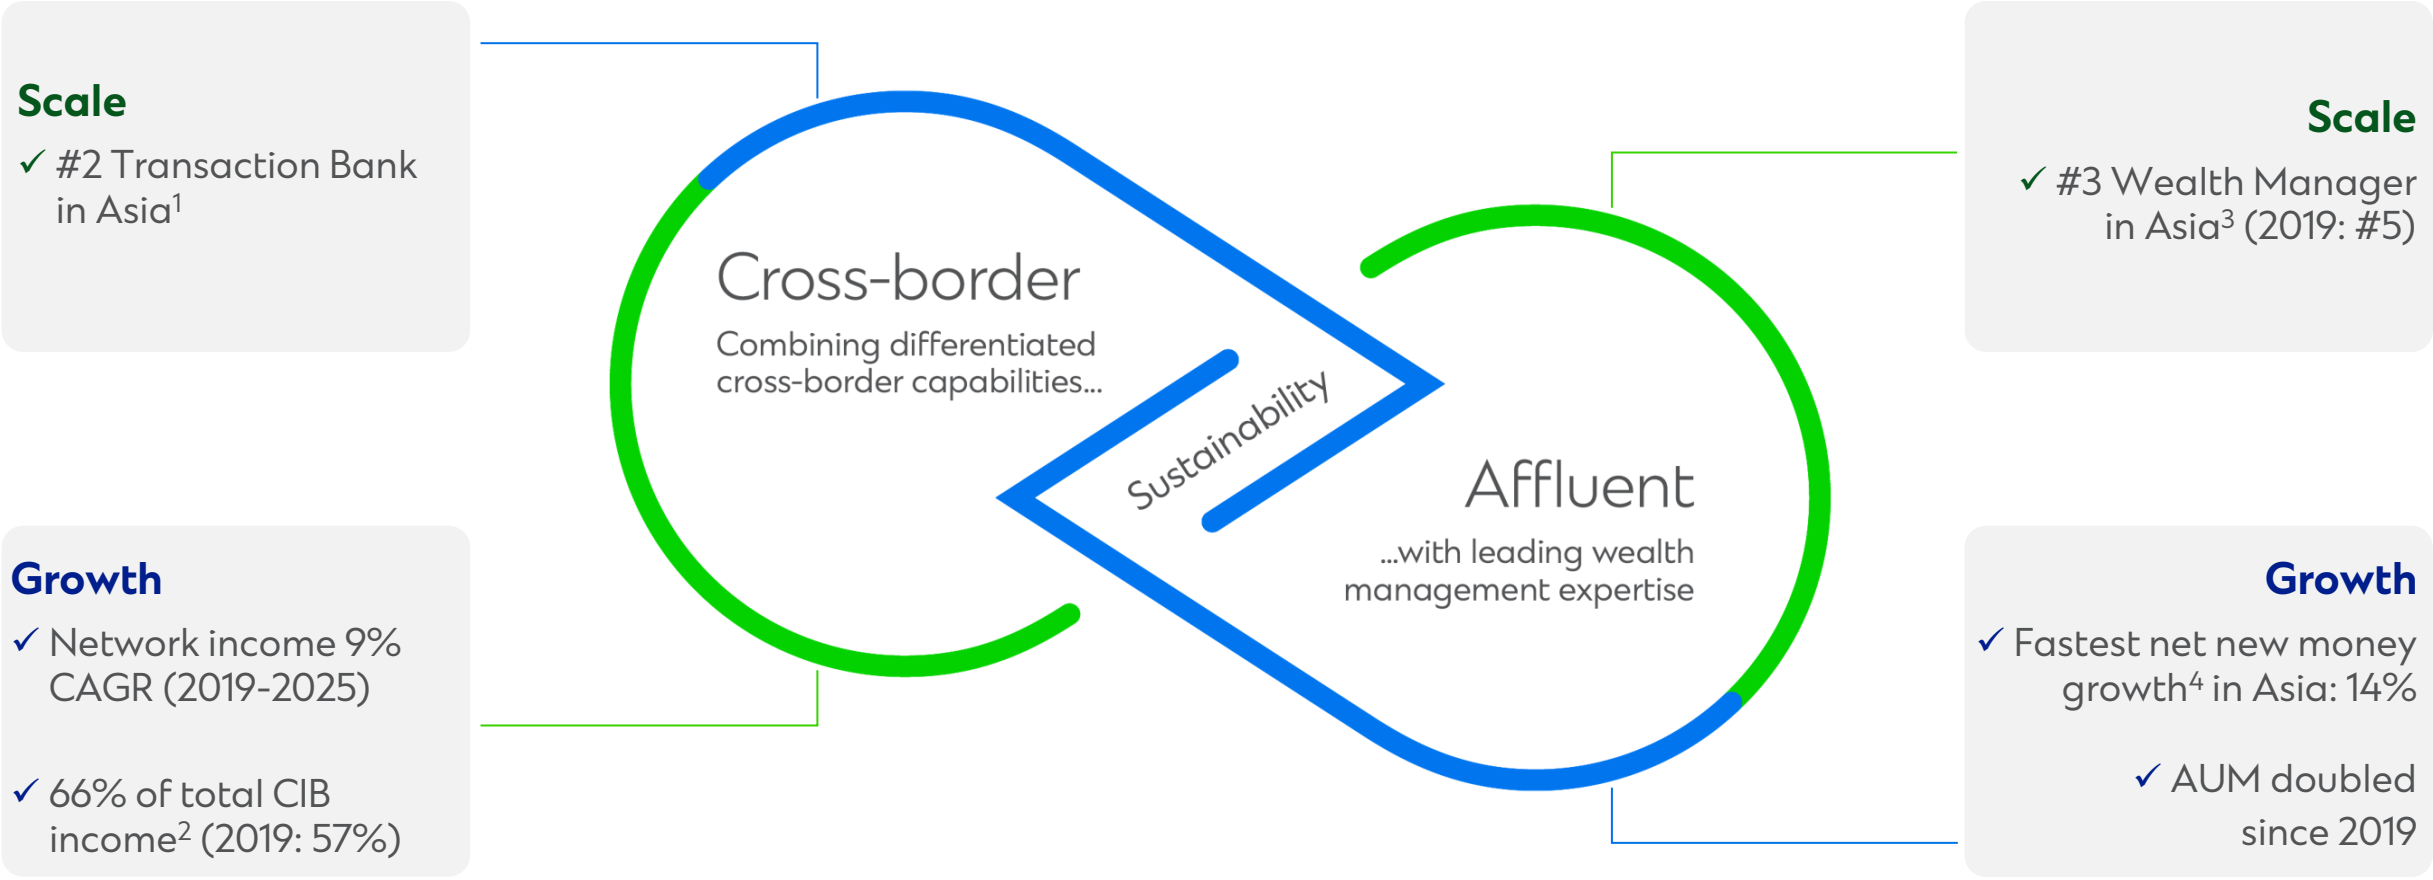 Scale
✓ #2 Transaction Bank
in Asia¹
Growth
✓ Network income 9%
CAGR (2019-2025)
✓ 66% of total CIB
income² (2019: 57%)
Cross-border
Combining differentiated
cross-border capabilities...
Sustainability
Affluent
...with leading wealth
management expertise
Scale
✓ #3 Wealth Manager
in Asia³ (2019: #5)
Growth
✓ Fastest net new money
growth⁴ in Asia: 14%
✓ AUM doubled
since 2019